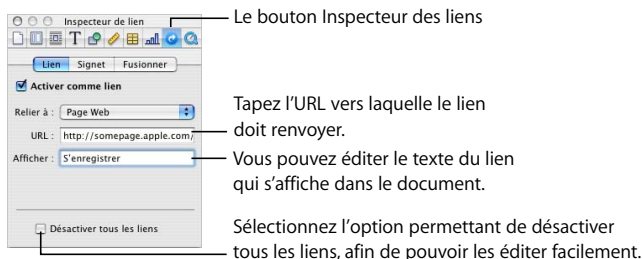 Inspecteur de lien
Le bouton Inspecteur des liens
Lien Signet Fusionner
Activer comme lien
Relier à : Page Web
Tapez l'URL vers laquelle le lien
doit renvoyer.
URL : http://somepage.apple.com/
Afficher : S'enregistrer
Vous pouvez éditer le texte du lien
qui s'affiche dans le document.
Désactiver tous les liens
Sélectionnez l'option permettant de désactiver
tous les liens, afin de pouvoir les éditer facilement.